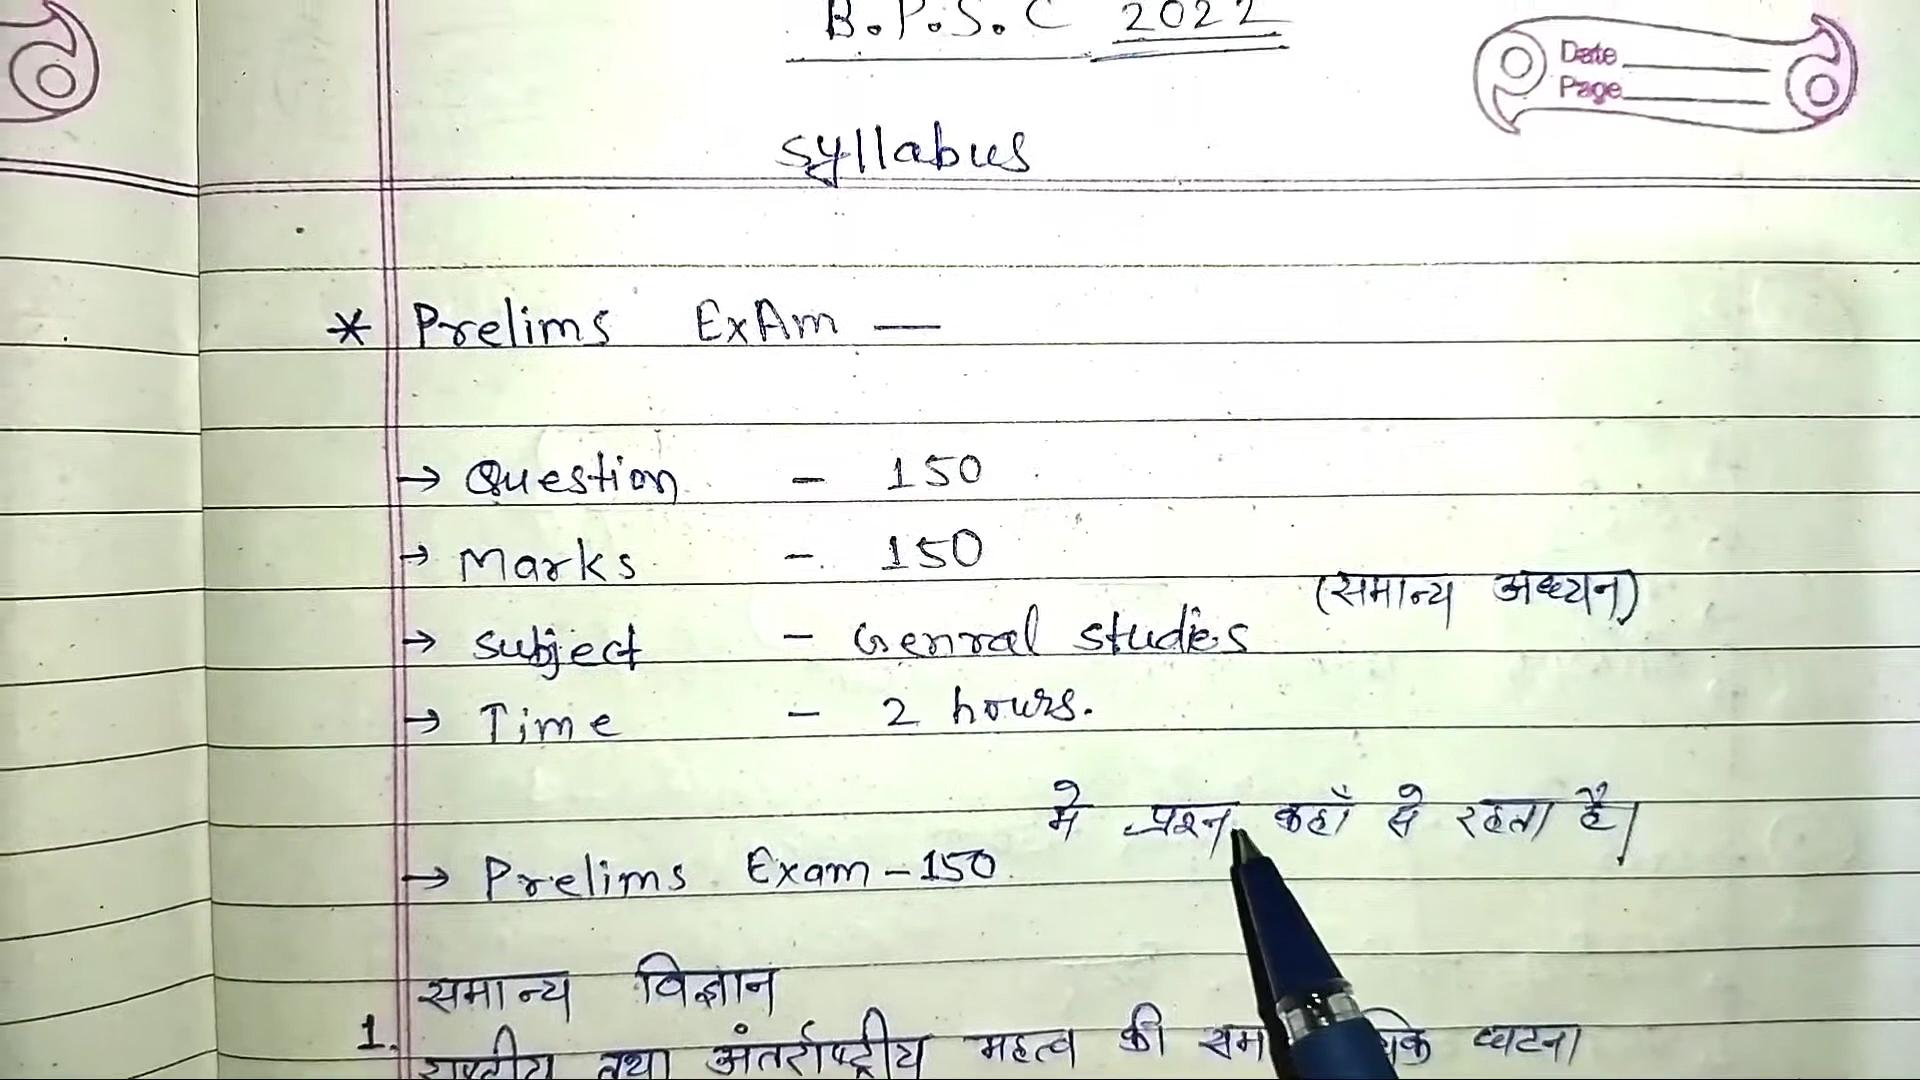 B.P.S.C 2022
Date
Page
Syllabus
* Prelims ExAm —
→ Question - 150
→ Marks - 150
(समान्य अध्ययन)
→ Subject - Genral studies
→ Time - 2 hours.
मे प्रश्न कहाँ से रहता है।
→ Prelims Exam - 150
समान्य विज्ञान
1. राष्ट्रीय तथा अंतर्राष्ट्रीय महत्व की घटना